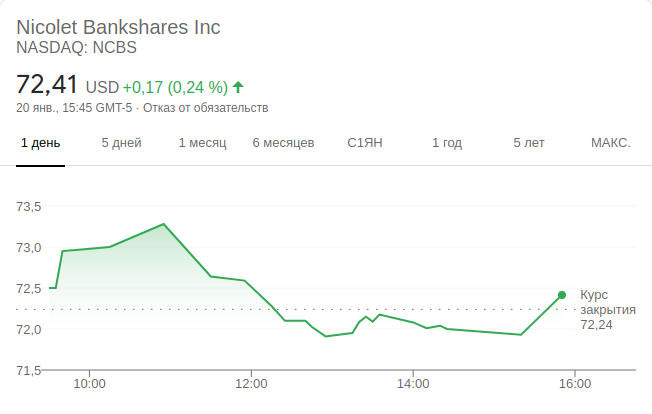 Nicolet Bankshares Inc
NASDAQ: NCBS
72,41 USD +0,17 (0,24 %)
20 янв., 15:45 GMT-5 · Отказ от обязательств
1 день 5 дней 1 месяц 6 месяцев С1ЯН 1 год 5 лет МАКС.
73,5
73,0
72,5
72,0
71,5
Курс
закрытия
72,24
10:00 12:00 14:00 16:00